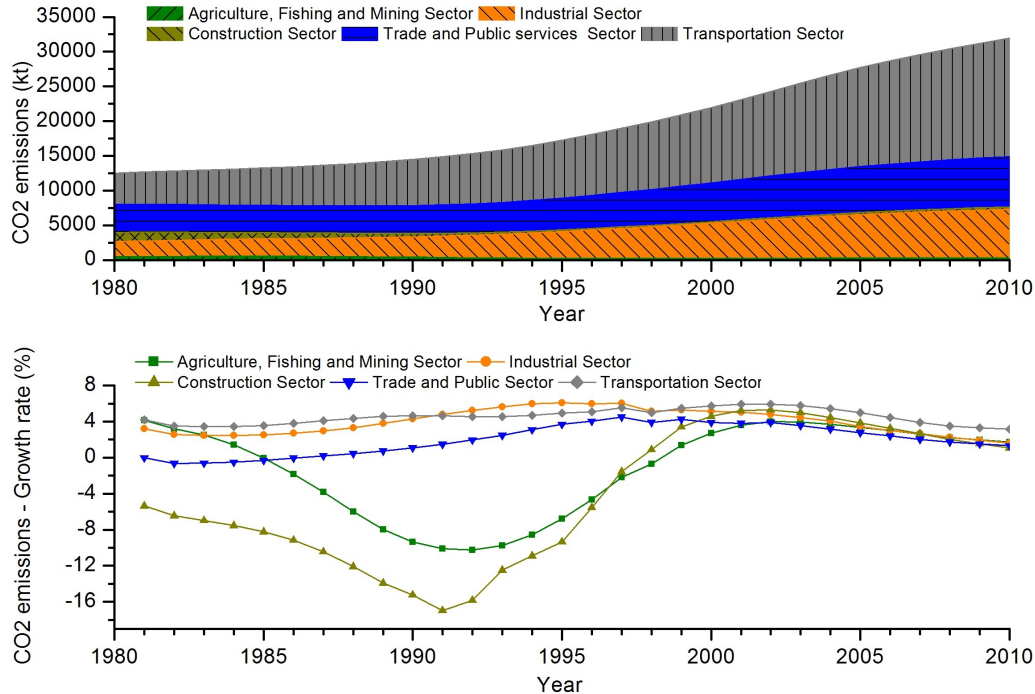 Agriculture, Fishing and Mining Sector Industrial Sector
Construction Sector Trade and Public services Sector Transportation Sector
CO2 emissions (kt)
35000
30000
25000
20000
15000
10000
5000
0
1980 1985 1990 1995 2000 2005 2010
Year
Agriculture, Fishing and Mining Sector Industrial Sector
Construction Sector Trade and Public Sector Transportation Sector
CO2 emissions - Growth rate (%)
8
4
0
-4
-8
-12
-16
1980 1985 1990 1995 2000 2005 2010
Year